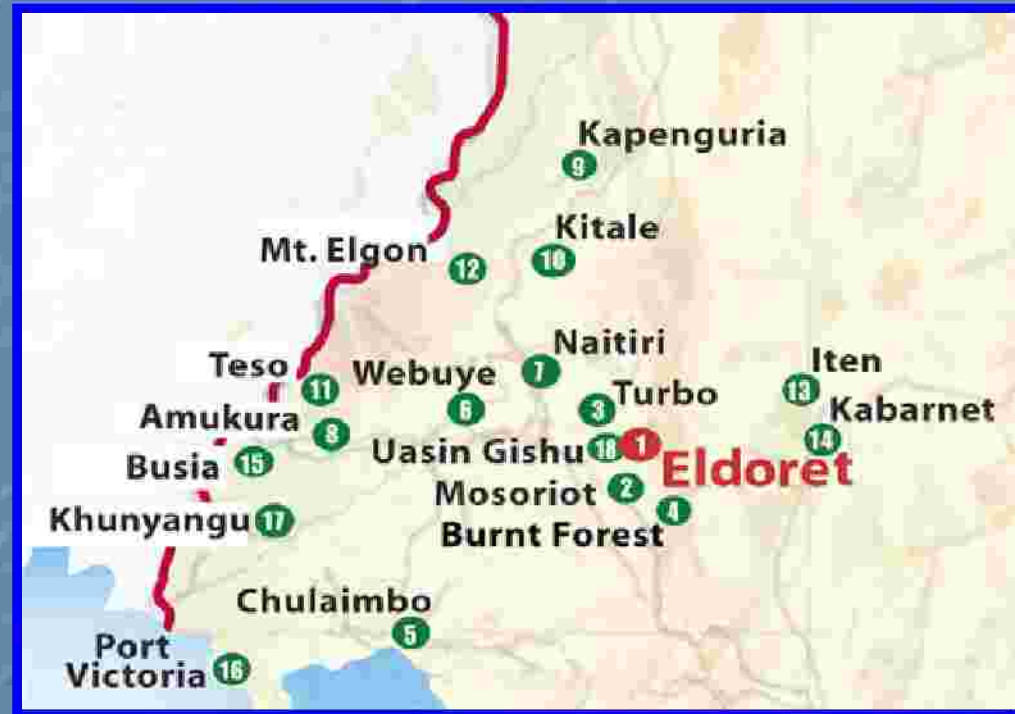 Kapenguria
9
Kitale
10
Mt. Elgon
12
Naitiri
7
Iten
13
Teso
11
Webuye
6
Turbo
3
Kabarnet
14
Amukura
8
Uasin Gishu
18
1
Eldoret
Busia
15
Mosoriot
2
Khunyangu
17
Burnt Forest
4
Chulaimbo
5
Port
Victoria
16